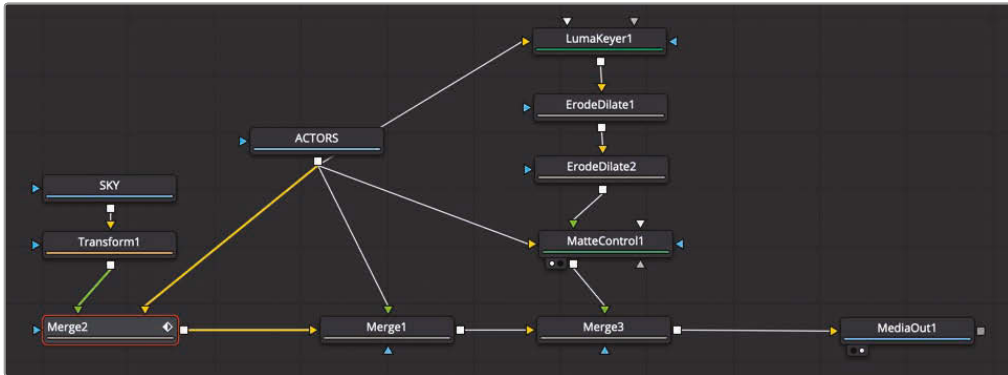 LumaKeyer1
ErodeDilate1
ACTORS
ErodeDilate2
SKY
Transform1
MatteControl1
Merge2
Merge1
Merge3
MediaOut1